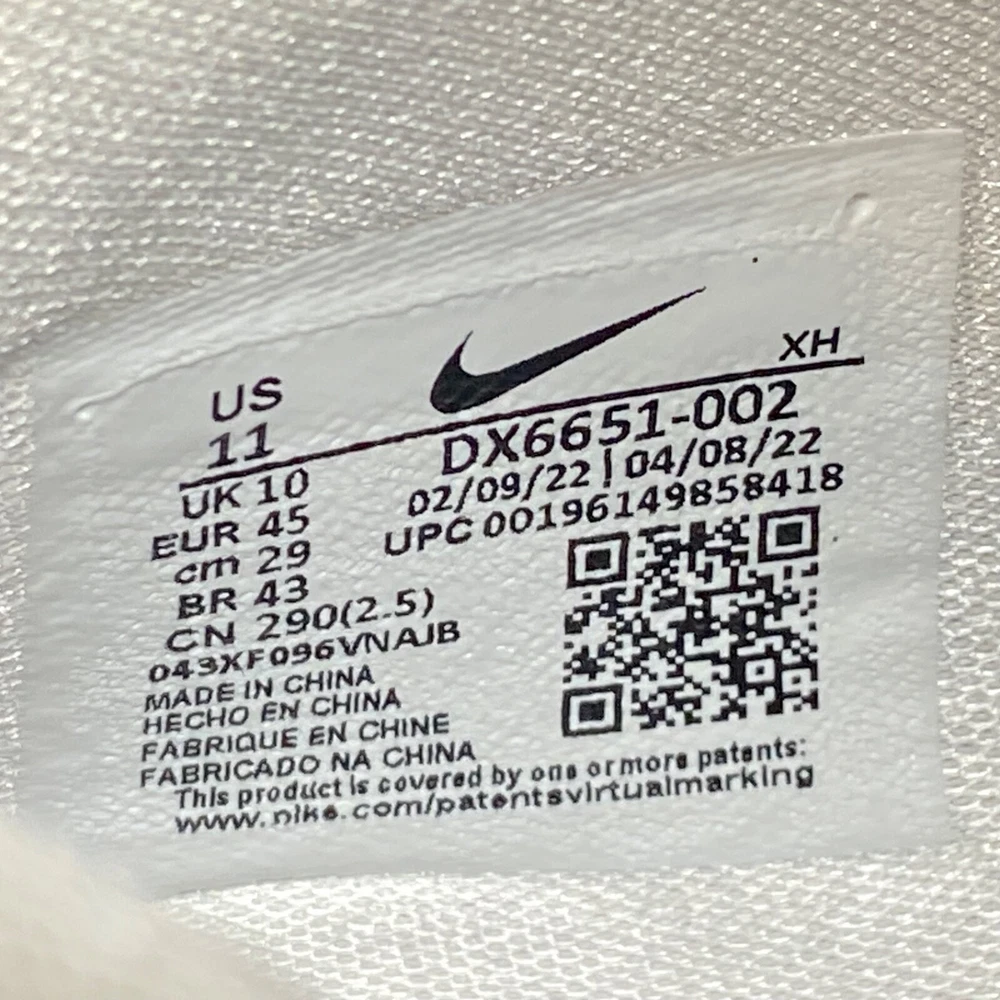 US
11
XH
UK 10
EUR 45
cm 29
BR 43
CN 290(2.5)
DX6651-002
02/09/22 | 04/08/22
UPC 00196149858418
043XF096VNAJB
MADE IN CHINA
HECHO EN CHINA
FABRIQUE EN CHINE
FABRICADO NA CHINA
This product is covered by one or more patents:
www.nike.com/patentsvirtualmarking